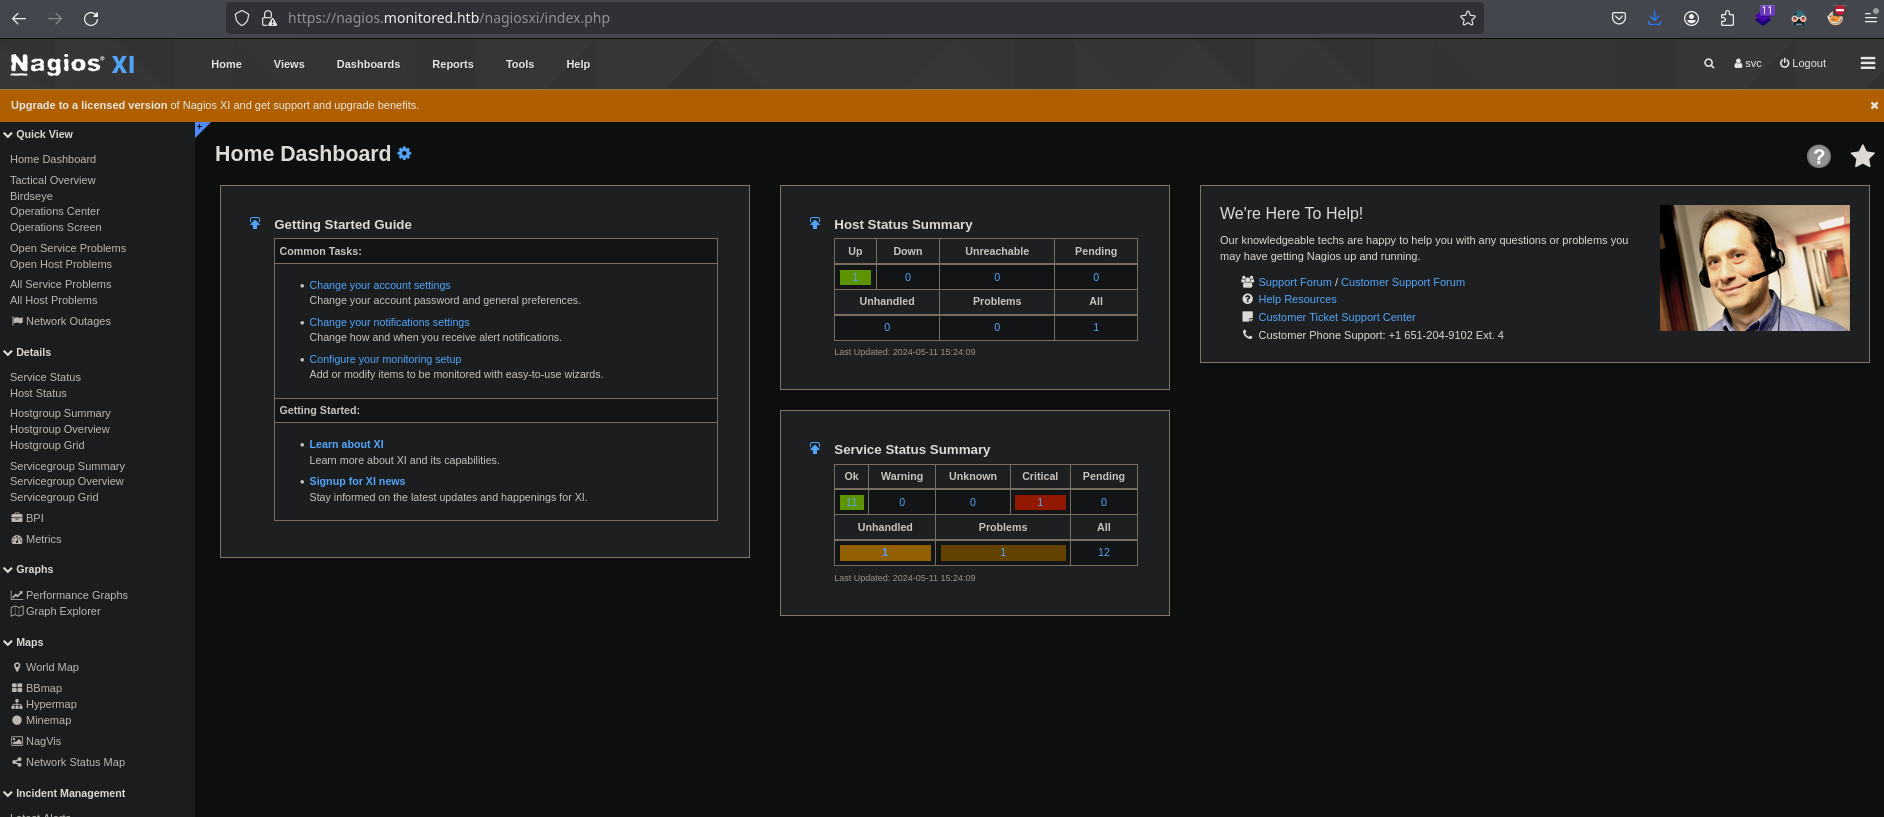 https://nagios.monitored.htb/nagiosxi/index.php
11
Nagios® XI
Home Views Dashboards Reports Tools Help
svc Logout
Upgrade to a licensed version of Nagios XI and get support and upgrade benefits.
Quick View
Home Dashboard
Tactical Overview
Birdseye
Operations Center
Operations Screen
Open Service Problems
Open Host Problems
All Service Problems
All Host Problems
Network Outages
Details
Service Status
Host Status
Hostgroup Summary
Hostgroup Overview
Hostgroup Grid
Servicegroup Summary
Servicegroup Overview
Servicegroup Grid
BPI
Metrics
Graphs
Performance Graphs
Graph Explorer
Maps
World Map
BBmap
Hypermap
Minemap
NagVis
Network Status Map
Incident Management
Latest Alerts
Home Dashboard
Getting Started Guide
Common Tasks:
• Change your account settings
Change your account password and general preferences.
• Change your notifications settings
Change how and when you receive alert notifications.
• Configure your monitoring setup
Add or modify items to be monitored with easy-to-use wizards.
Getting Started:
• Learn about XI
Learn more about XI and its capabilities.
• Signup for XI news
Stay informed on the latest updates and happenings for XI.
Host Status Summary
Up Down Unreachable Pending
1 0 0 0
Unhandled Problems All
0 0 1
Last Updated: 2024-05-11 15:24:09
Service Status Summary
Ok Warning Unknown Critical Pending
11 0 0 1 0
Unhandled Problems All
1 1 12
Last Updated: 2024-05-11 15:24:09
We're Here To Help!
Our knowledgeable techs are happy to help you with any questions or problems you
may have getting Nagios up and running.
Support Forum / Customer Support Forum
Help Resources
Customer Ticket Support Center
Customer Phone Support: +1 651-204-9102 Ext. 4